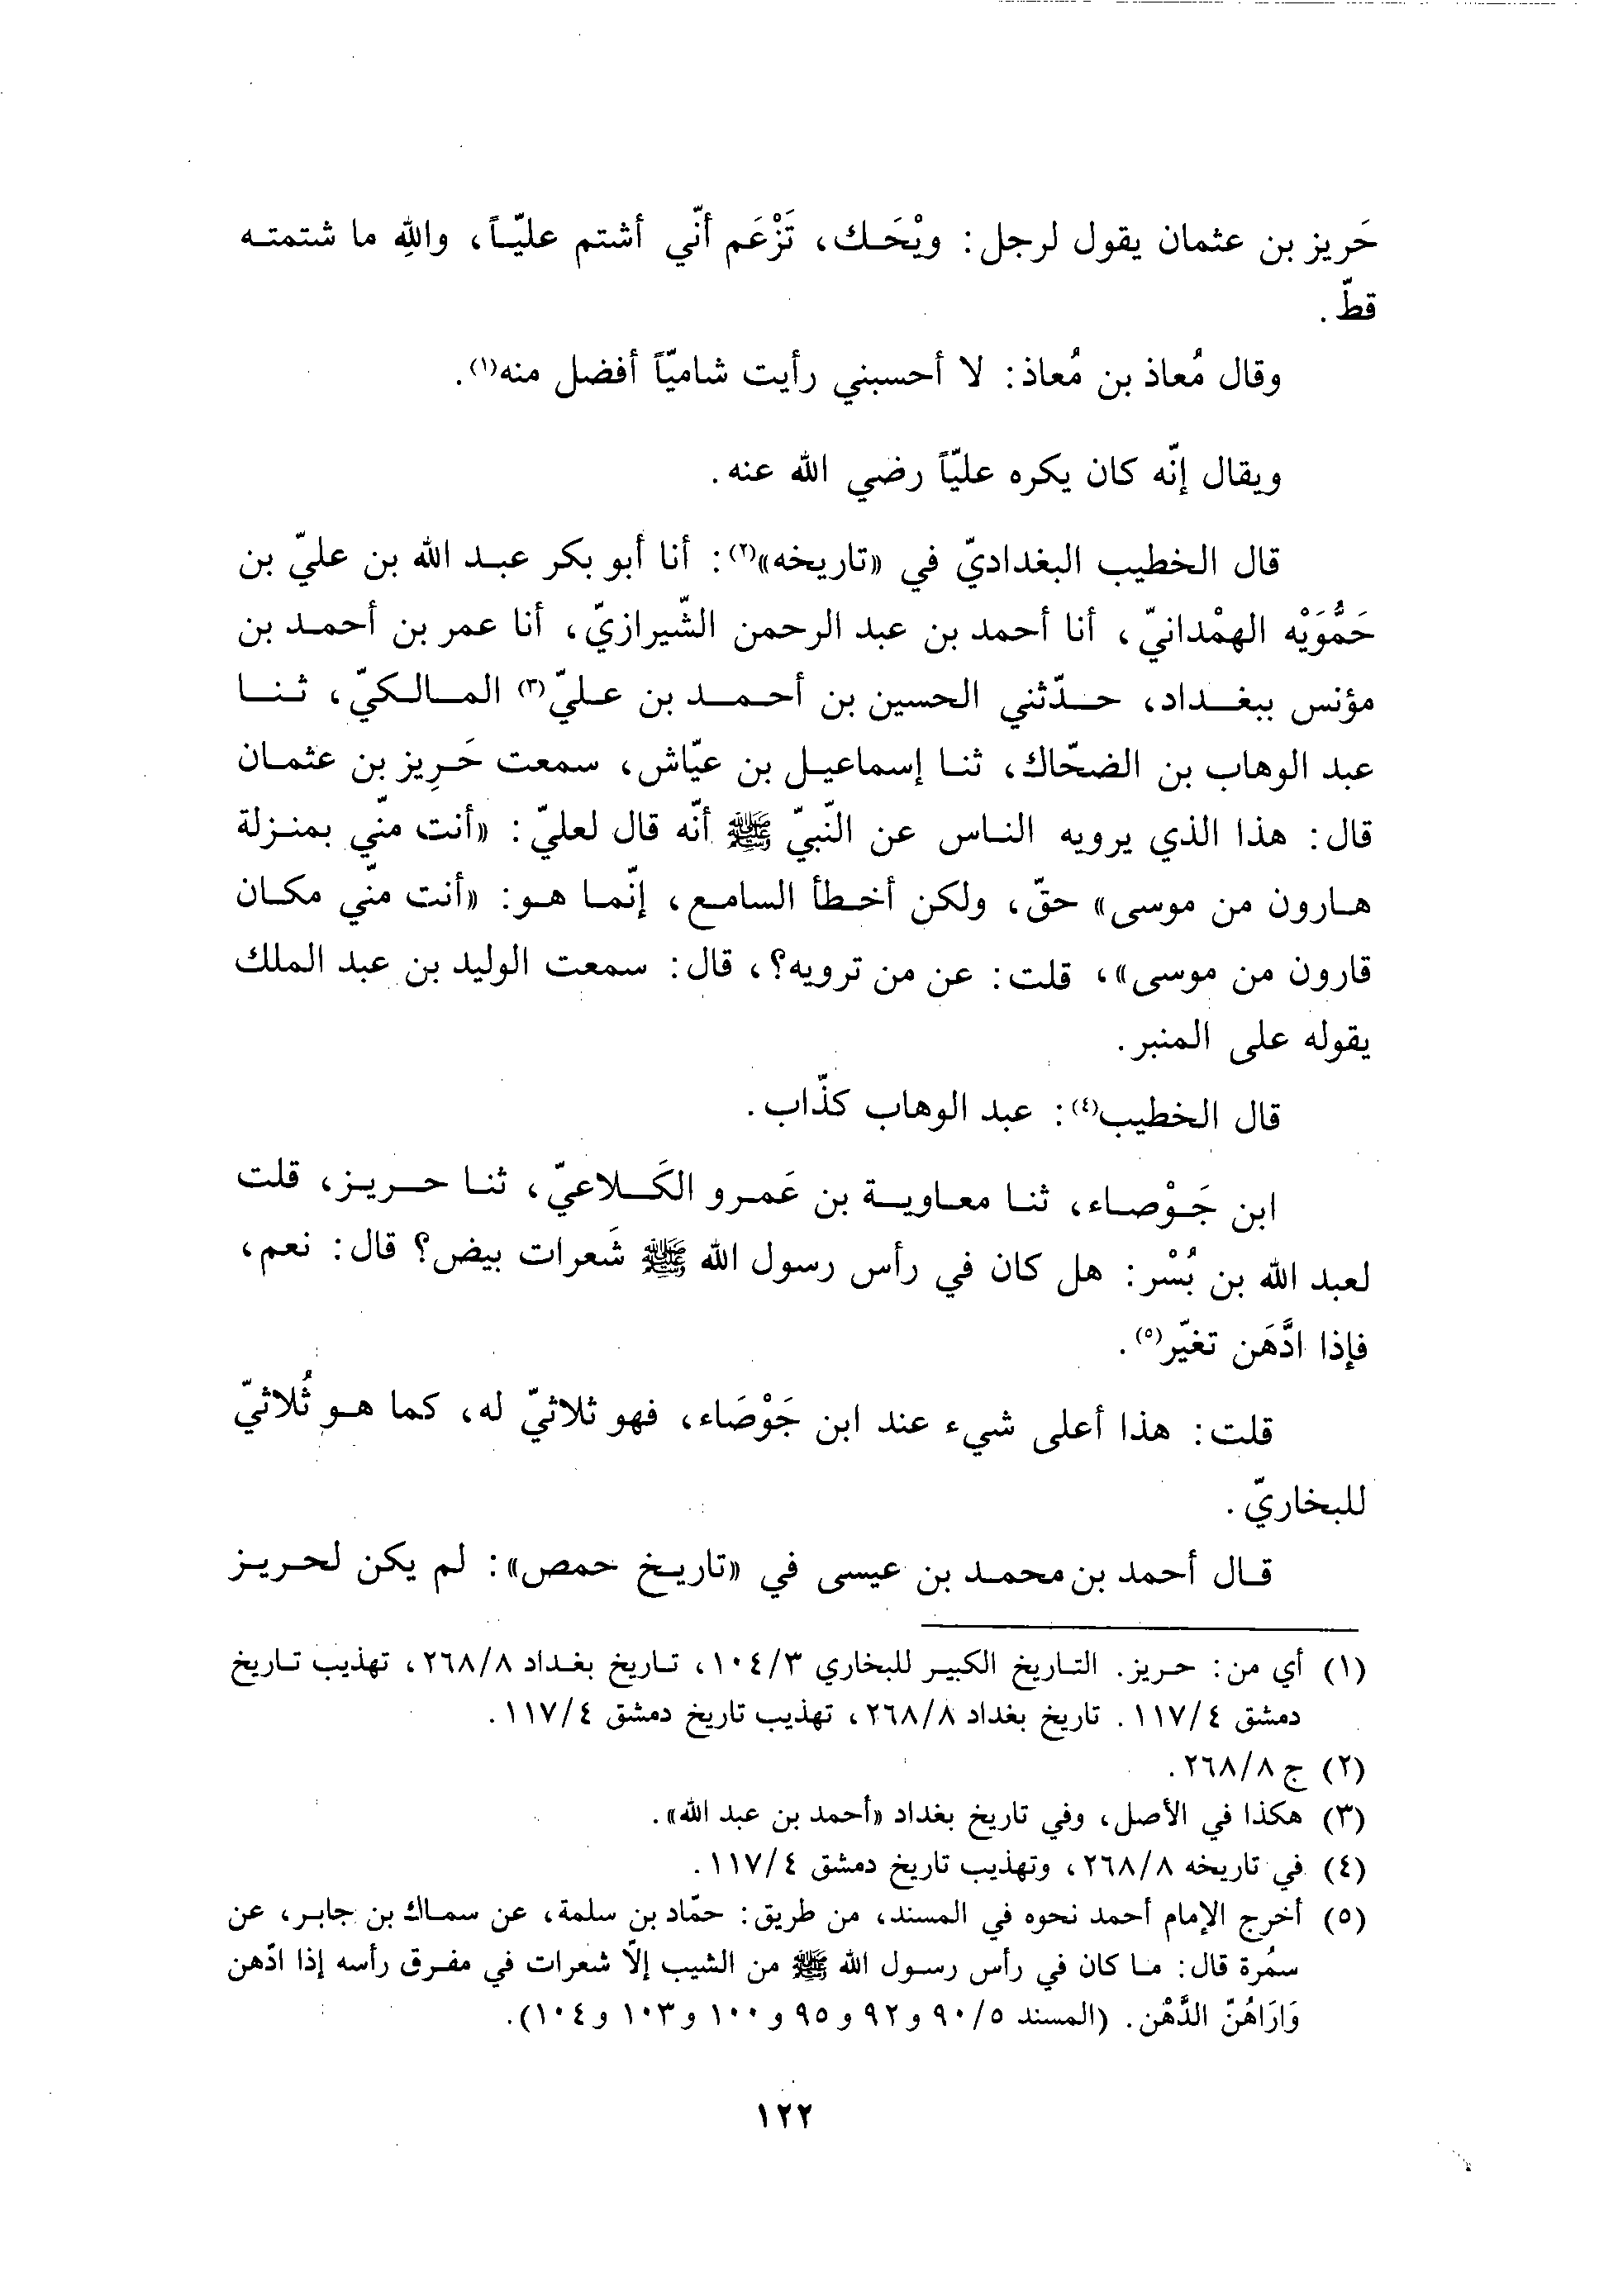 حَريز بن عثمان يقول لرجل: ويْحَك، تَزْعَم أنّي أشتم عليّاً، واللهِ ما شتمته
قطّ.
وقال مُعاذ بن مُعاذ: لا أحسبني رأيت شاميّاً أفضل منه(١).
ويقال إنّه كان يكره عليّاً رضي الله عنه.
قال الخطيب البغداديّ في «تاريخه»(٢): أنا أبو بكر عبد الله بن عليّ بن
حَمُّوَيْه الهمْدانيّ، أنا أحمد بن عبد الرحمن الشّيرازيّ، أنا عمر بن أحمد بن
مؤنس ببغداد، حدّثني الحسين بن أحمد بن عليّ(٣) المالكيّ، ثنا
عبد الوهاب بن الضحّاك، ثنا إسماعيل بن عيّاش، سمعت حَرِيز بن عثمان
قال: هذا الذي يرويه الناس عن النّبيّ ﷺ أنّه قال لعليّ: «أنت منّي بمنزلة
هارون من موسى» حقّ، ولكن أخطأ السامع، إنّما هو: «أنت منّي مكان
قارون من موسى»، قلت: عن من ترويه؟، قال: سمعت الوليد بن عبد الملك
يقوله على المنبر.
قال الخطيب(٤): عبد الوهاب كذّاب.
ابن جَوْصاء، ثنا معاوية بن عَمرو الكَلاعيّ، ثنا حريز، قلت
لعبد الله بن بُسْر: هل كان في رأس رسول الله ﷺ شَعرات بيض؟ قال: نعم،
فإذا ادَّهَن تغيّر(٥).
قلت: هذا أعلى شيء عند ابن جَوْصَاء، فهو ثلاثيّ له، كما هو ثُلاثيّ
للبخاريّ.
قال أحمد بن محمد بن عيسى في «تاريخ حمص»: لم يكن لحريز
(١) أي من: حريز. التاريخ الكبير للبخاري ١٠٤/٣، تاريخ بغداد ٢٦٨/٨، تهذيب تاريخ
دمشق ١١٧/٤. تاريخ بغداد ٢٦٨/٨، تهذيب تاريخ دمشق ١١٧/٤.
(٢) ج ٢٦٨/٨.
(٣) هكذا في الأصل، وفي تاريخ بغداد «أحمد بن عبد الله».
(٤) في تاريخه ٢٦٨/٨، وتهذيب تاريخ دمشق ١١٧/٤.
(٥) أخرج الإمام أحمد نحوه في المسند، من طريق: حمّاد بن سلمة، عن سماك بن جابر، عن
سمُرة قال: ما كان في رأس رسول الله ﷺ من الشيب إلّا شعرات في مفرق رأسه إذا ادّهن
وَارَاهُنّ الدَّهْن. (المسند ٩٠/٥ و ٩٢ و ٩٥ و ١٠٠ و ١٠٣ و ١٠٤).
١٢٢